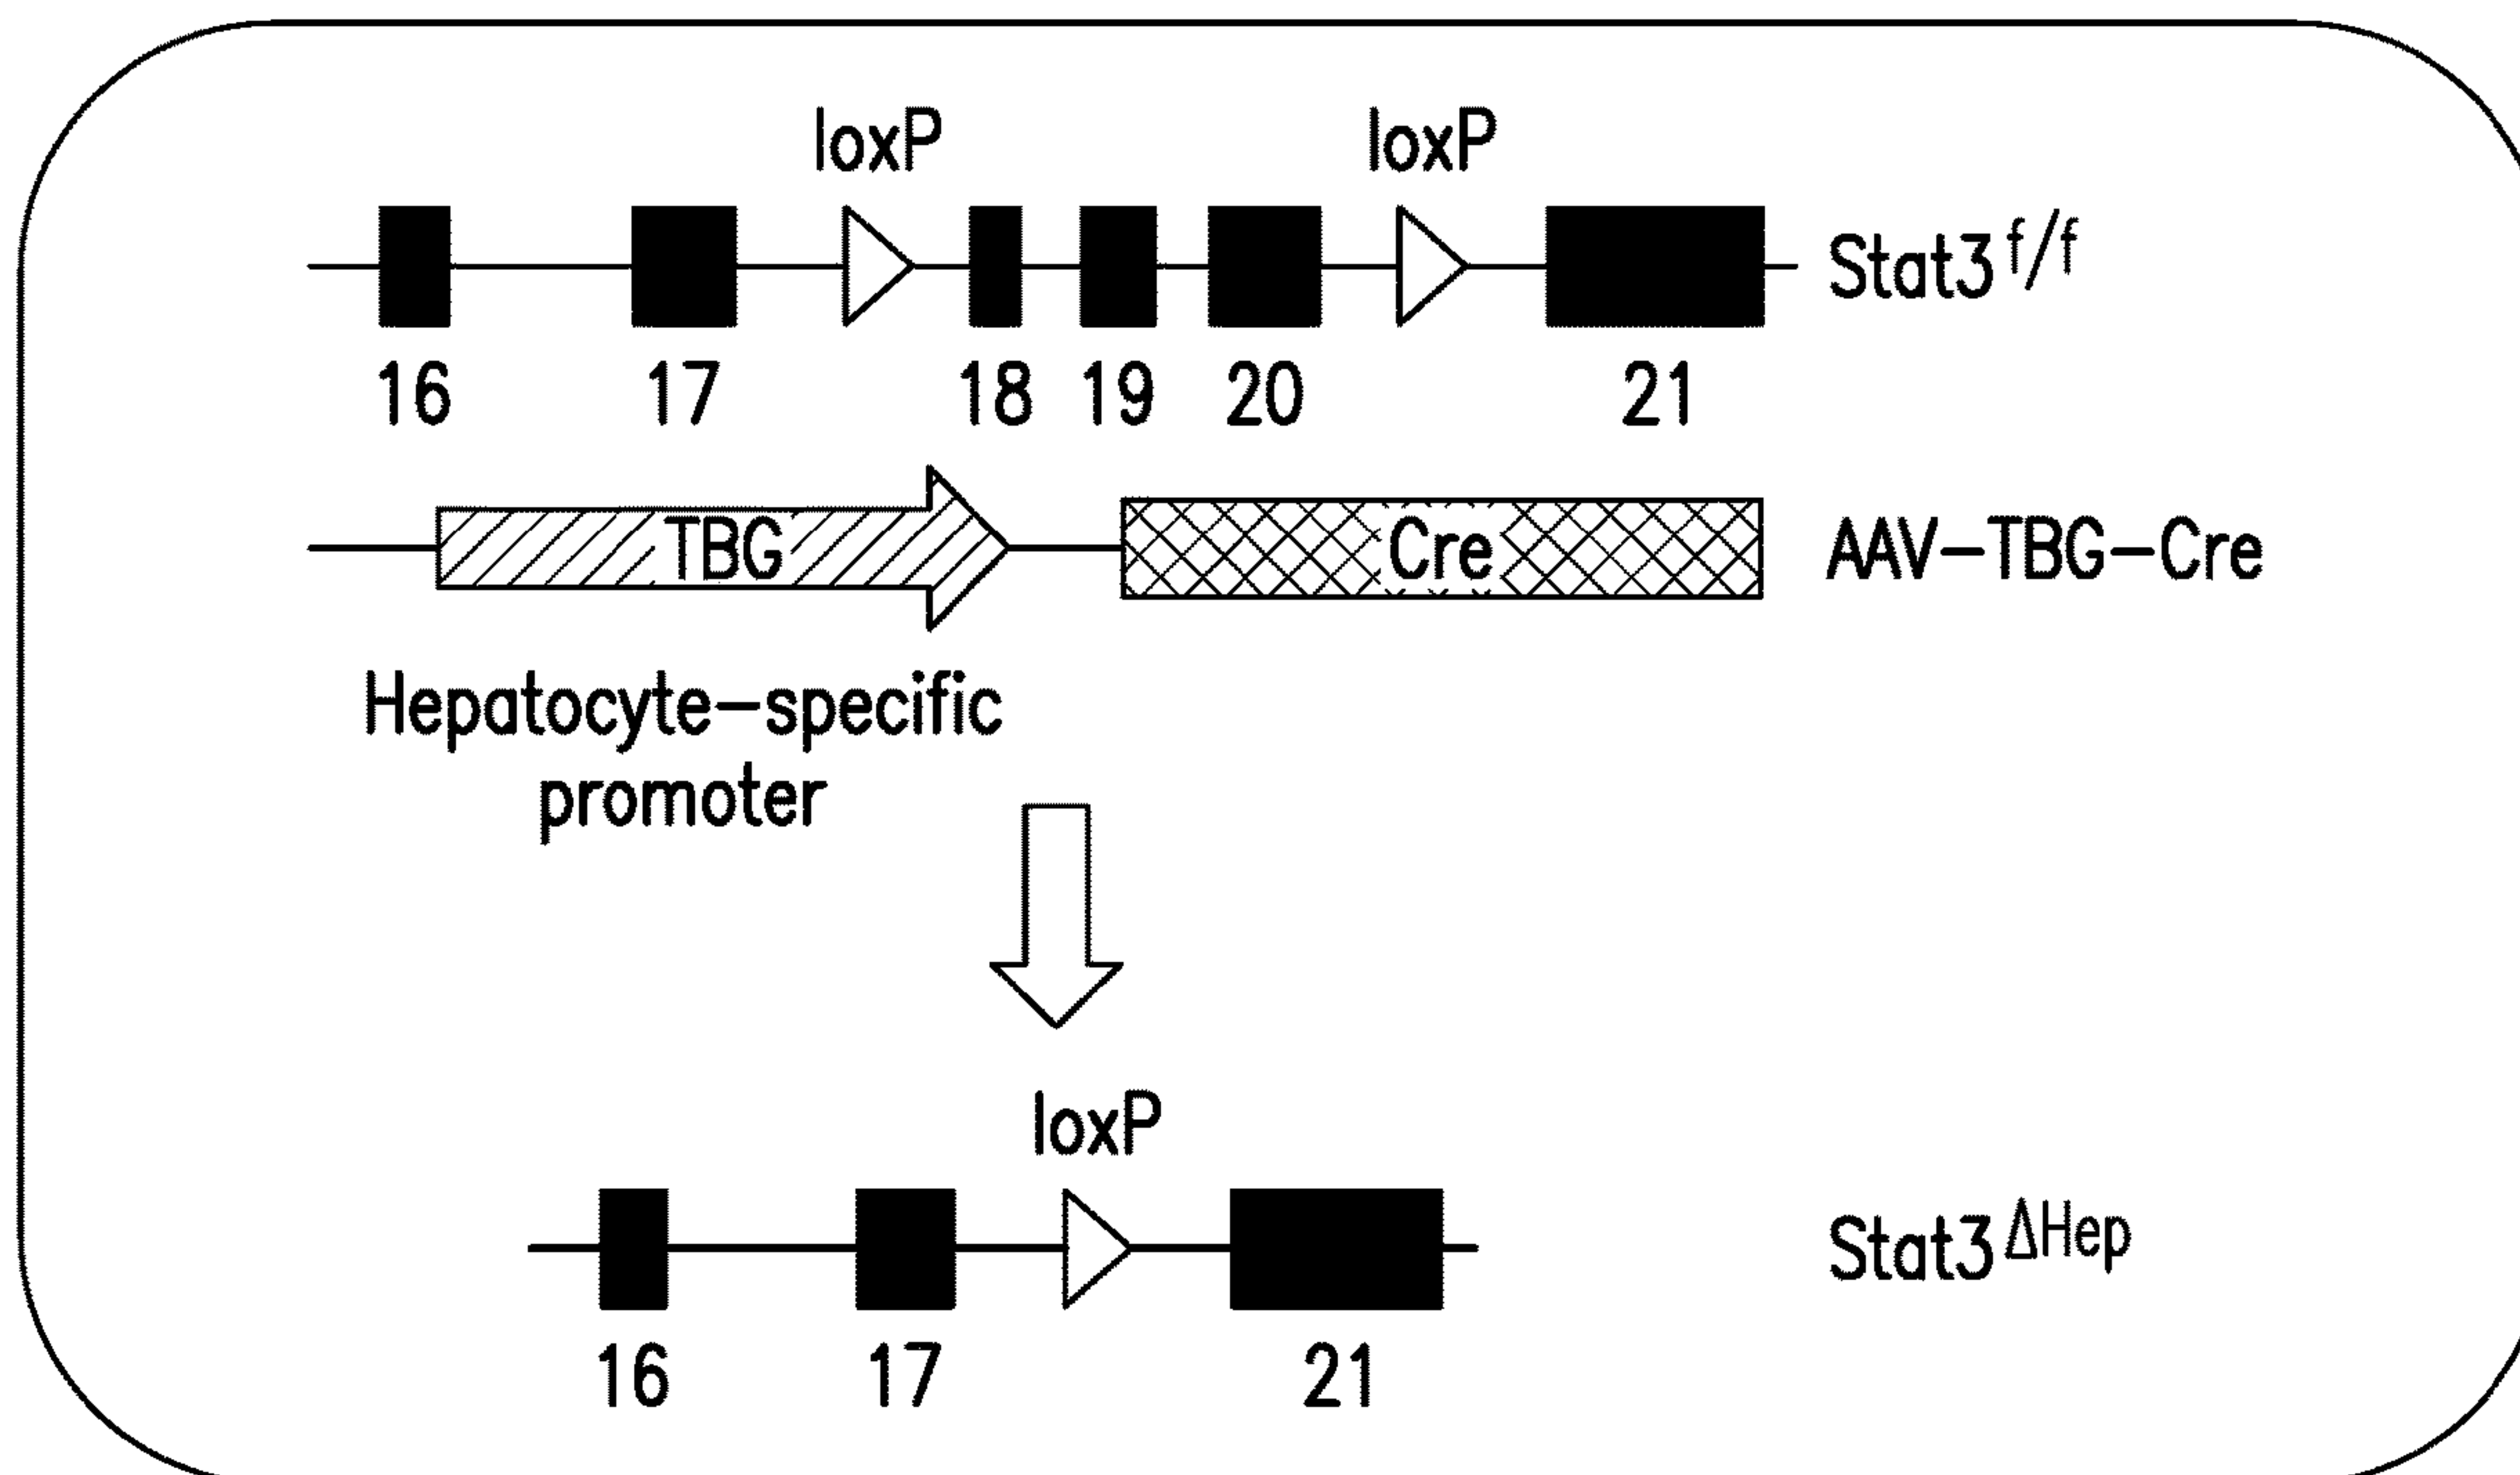 loxP loxP
Stat3 f/f
16 17 18 19 20 21
TBG Cre AAV-TBG-Cre
Hepatocyte-specific
promoter
loxP
Stat3 ΔHep
16 17 21